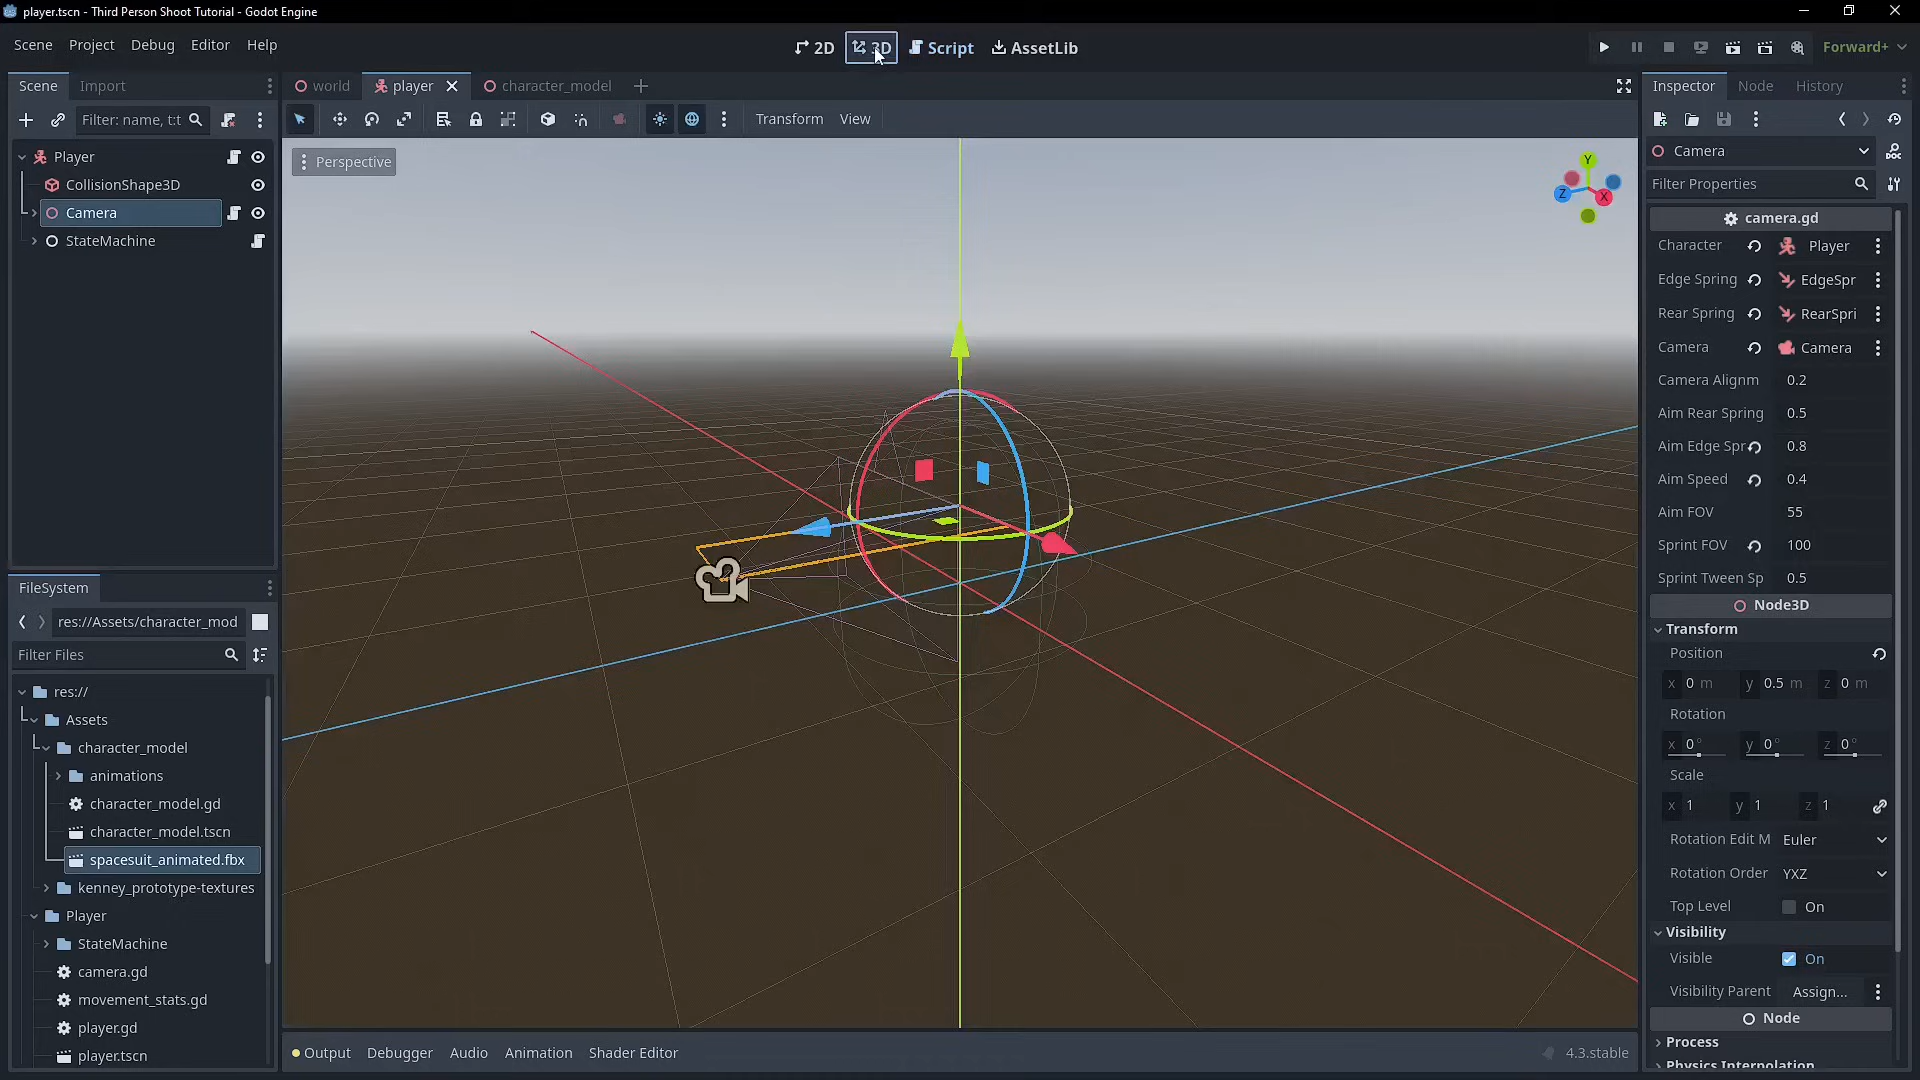 player.tscn - Third Person Shoot Tutorial - Godot Engine
Scene Project Debug Editor Help
2D 3D Script AssetLib
Forward+
Scene Import
Filter: name, t:t
Player
CollisionShape3D
Camera
StateMachine
FileSystem
res://Assets/character_mod
Filter Files
res://
Assets
character_model
animations
character_model.gd
character_model.tscn
spacesuit_animated.fbx
kenney_prototype-textures
Player
StateMachine
camera.gd
movement_stats.gd
player.gd
player.tscn
world player character_model
Transform View
Perspective
Y
Z X
Output Debugger Audio Animation Shader Editor
4.3.stable
Inspector Node History
Camera
DOC
Filter Properties
camera.gd
Character Player
Edge Spring EdgeSpr
Rear Spring RearSpri
Camera Camera
Camera Alignm 0.2
Aim Rear Spring 0.5
Aim Edge Spr 0.8
Aim Speed 0.4
Aim FOV 55
Sprint FOV 100
Sprint Tween Sp 0.5
Node3D
Transform
Position
x 0 m y 0.5 m z 0 m
Rotation
x 0° y 0° z 0°
Scale
x 1 y 1 z 1
Rotation Edit M Euler
Rotation Order YXZ
Top Level On
Visibility
Visible On
Visibility Parent Assign...
Node
Process
Physics Interpolation